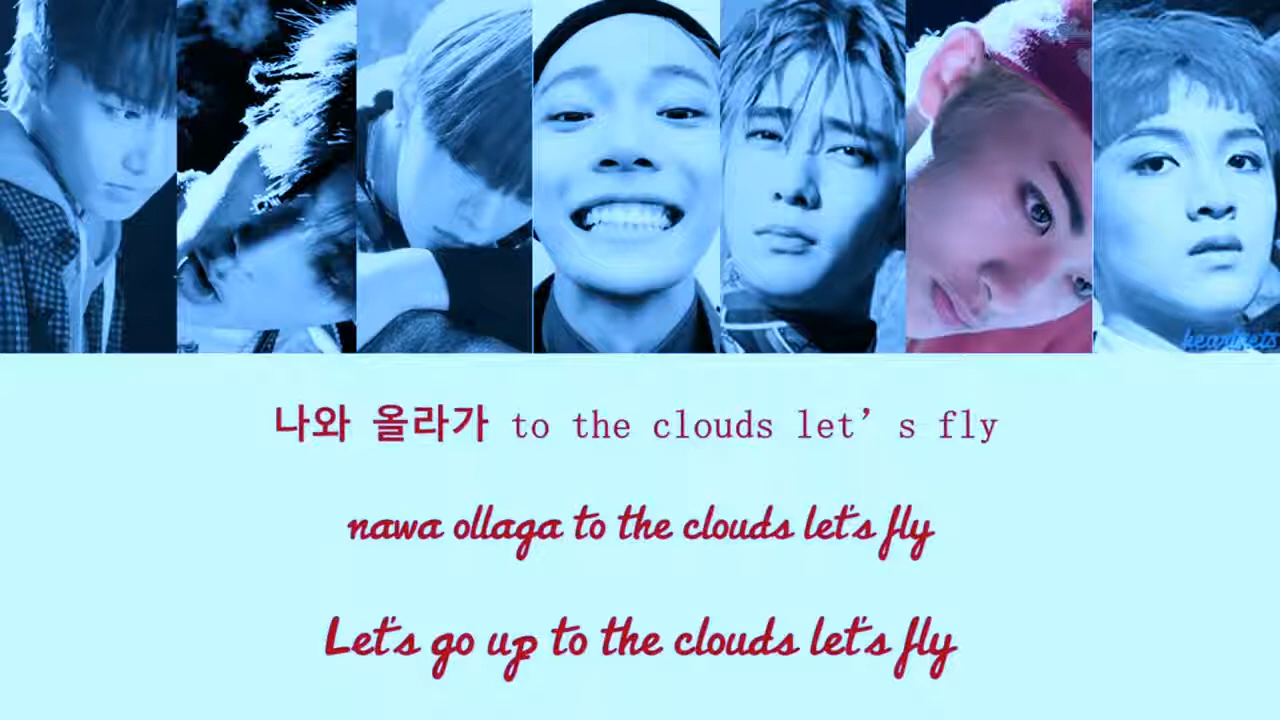 나와 올라가 to the clouds let's fly
nawa ollaga to the clouds let's fly
Let's go up to the clouds let's fly